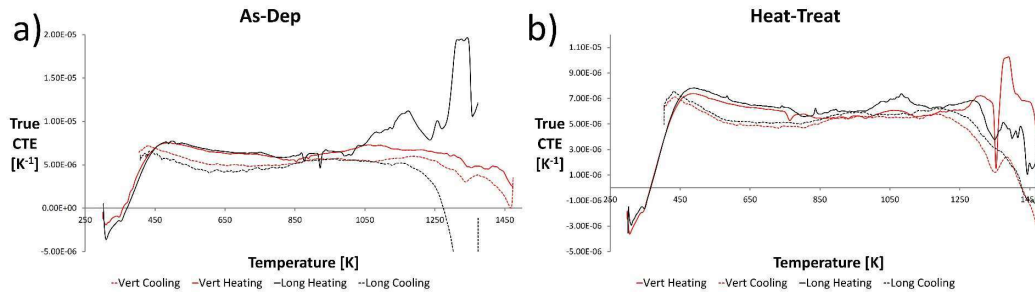 As-Dep
a)
2.00E-05
1.50E-05
1.00E-05
5.00E-06
0.00E+00
-5.00E-06
True
CTE
[K-1]
250 450 650 850 1050 1250 1450
Temperature [K]
Vert Cooling Vert Heating Long Heating Long Cooling
Heat-Treat
b)
1.10E-05
9.00E-06
7.00E-06
5.00E-06
3.00E-06
1.00E-06
-1.00E-06
-3.00E-06
-5.00E-06
True
CTE
[K-1]
250 450 650 850 1050 1250 1450
Temperature [K]
Vert Heating Vert Cooling Long Heating Long Cooling